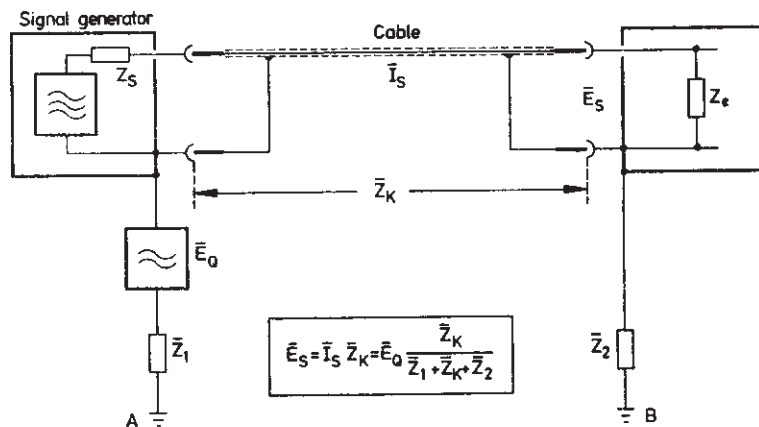 Signal generator
Cable
Z_S
Ī_S
Ē_S
Z_e
Z̄_K
Ē_Q
Z̄_1
Ē_S = Ī_S Z̄_K = Ē_Q Z̄_K / (Z̄_1 + Z̄_K + Z̄_2)
Z̄_2
A
B